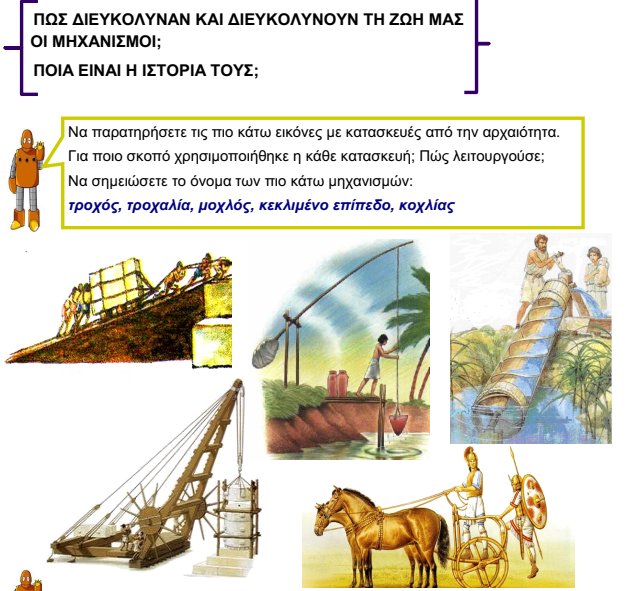 ΠΩΣ ΔΙΕΥΚΟΛΥΝΑΝ ΚΑΙ ΔΙΕΥΚΟΛΥΝΟΥΝ ΤΗ ΖΩΗ ΜΑΣ
ΟΙ ΜΗΧΑΝΙΣΜΟΙ;
ΠΟΙΑ ΕΙΝΑΙ Η ΙΣΤΟΡΙΑ ΤΟΥΣ;
Να παρατηρήσετε τις πιο κάτω εικόνες με κατασκευές από την αρχαιότητα.
Για ποιο σκοπό χρησιμοποιήθηκε η κάθε κατασκευή; Πώς λειτουργούσε;
Να σημειώσετε το όνομα των πιο κάτω μηχανισμών:
τροχός, τροχαλία, μοχλός, κεκλιμένο επίπεδο, κοχλίας